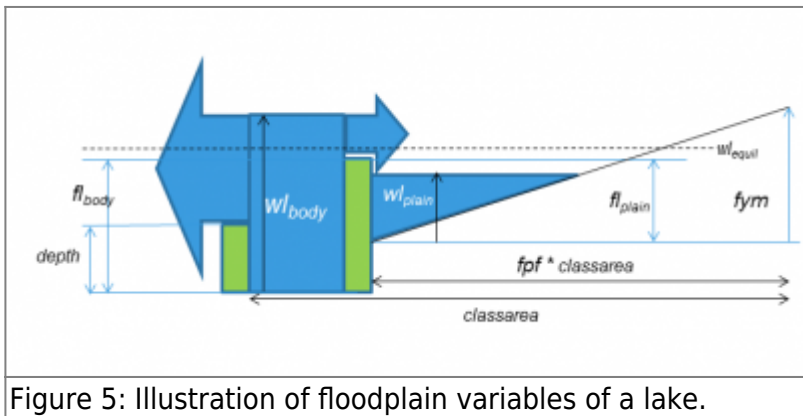 wl_equil
fl_body
wl_body
wl_plain
fl_plain
fym
depth
fpf * classarea
classarea
Figure 5: Illustration of floodplain variables of a lake.